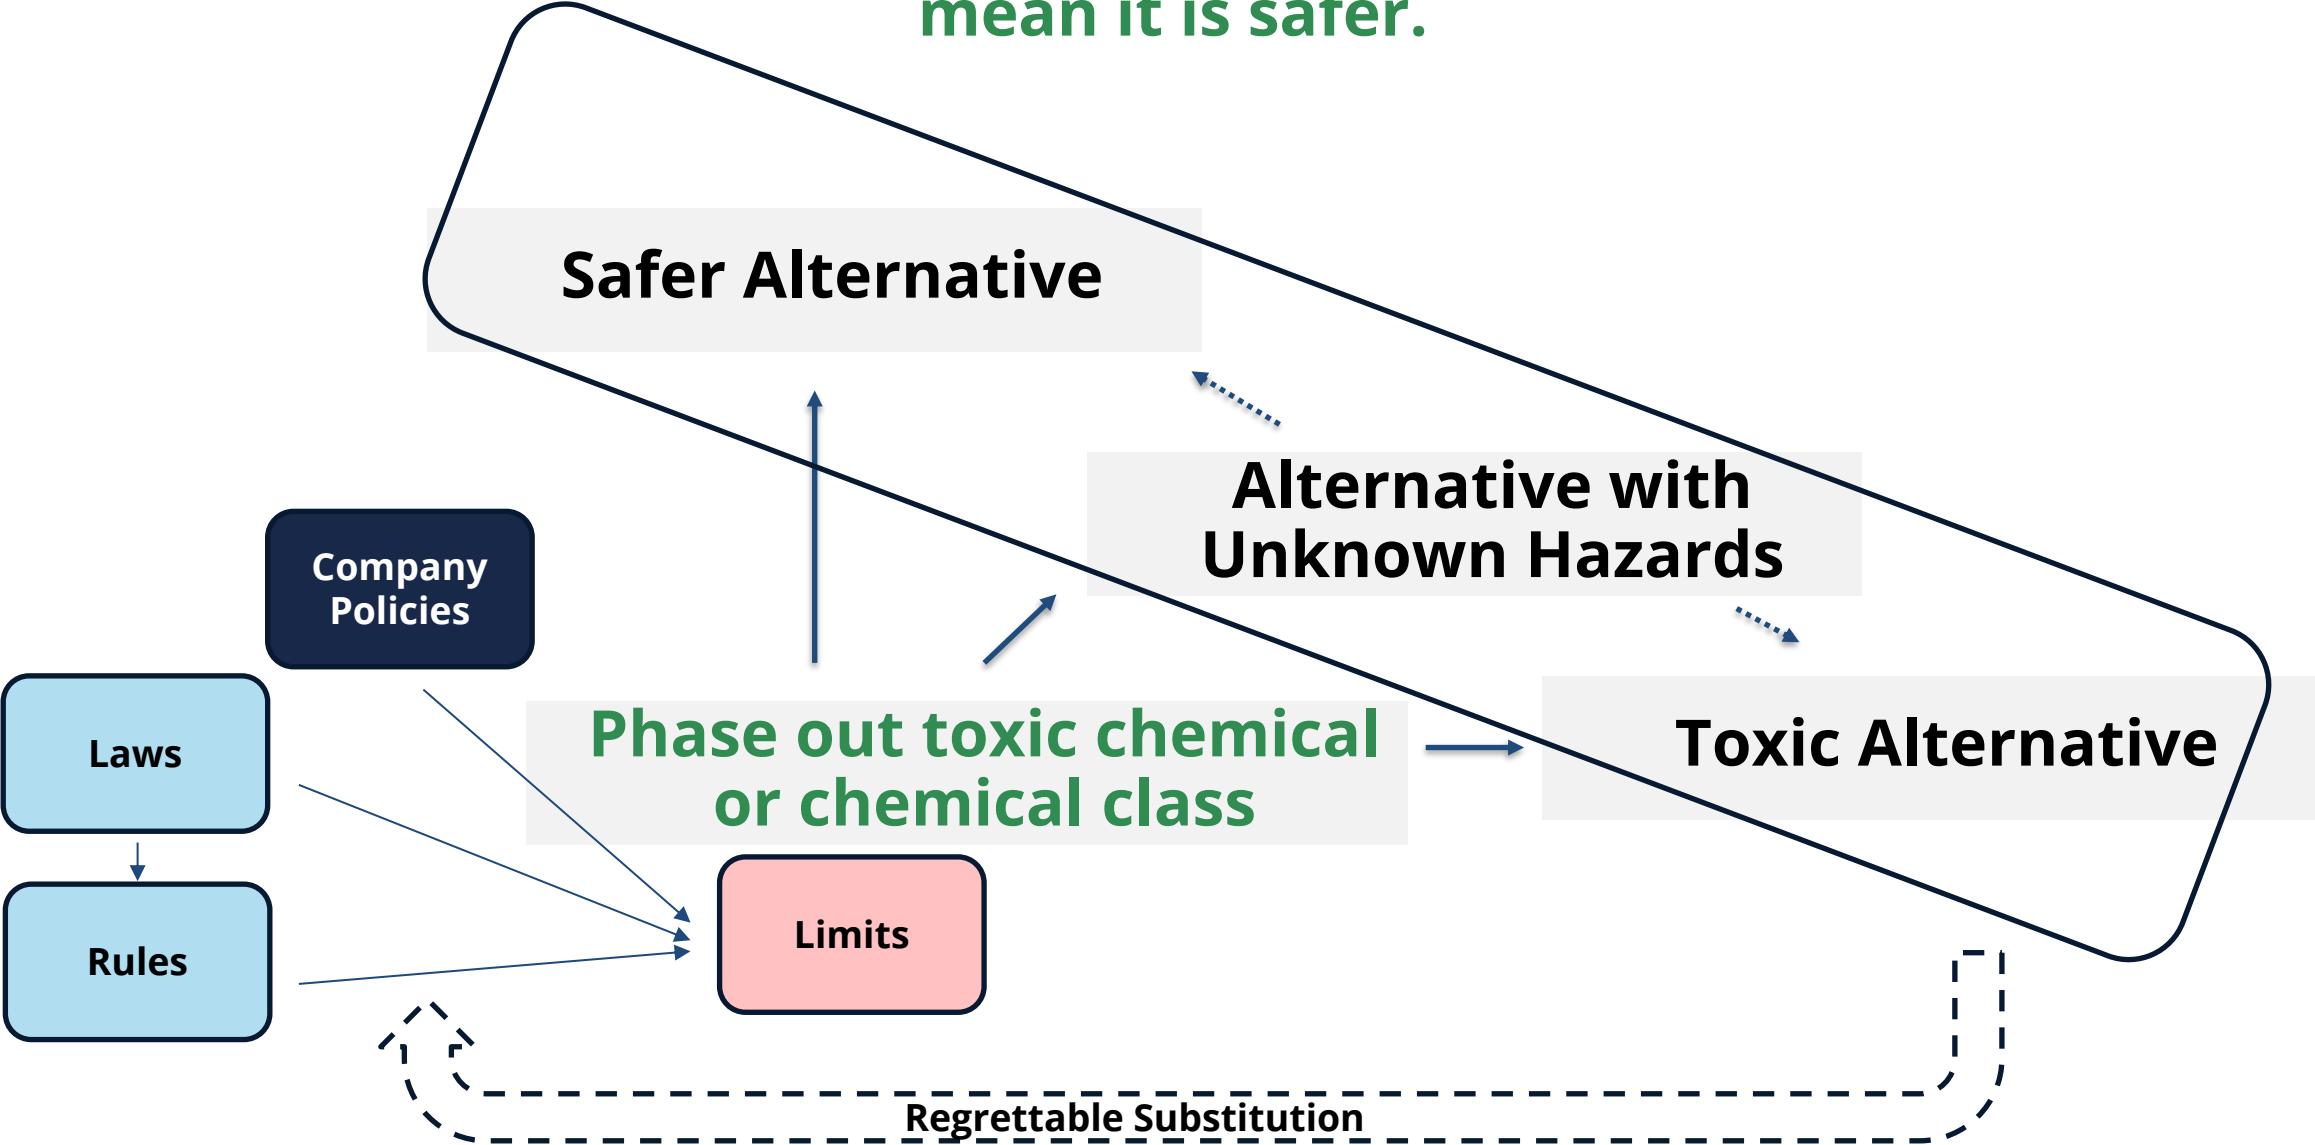 mean it is safer.
Safer Alternative
Alternative with
Unknown Hazards
Company
Policies
Laws
Phase out toxic chemical
or chemical class
Toxic Alternative
Limits
Rules
Regrettable Substitution